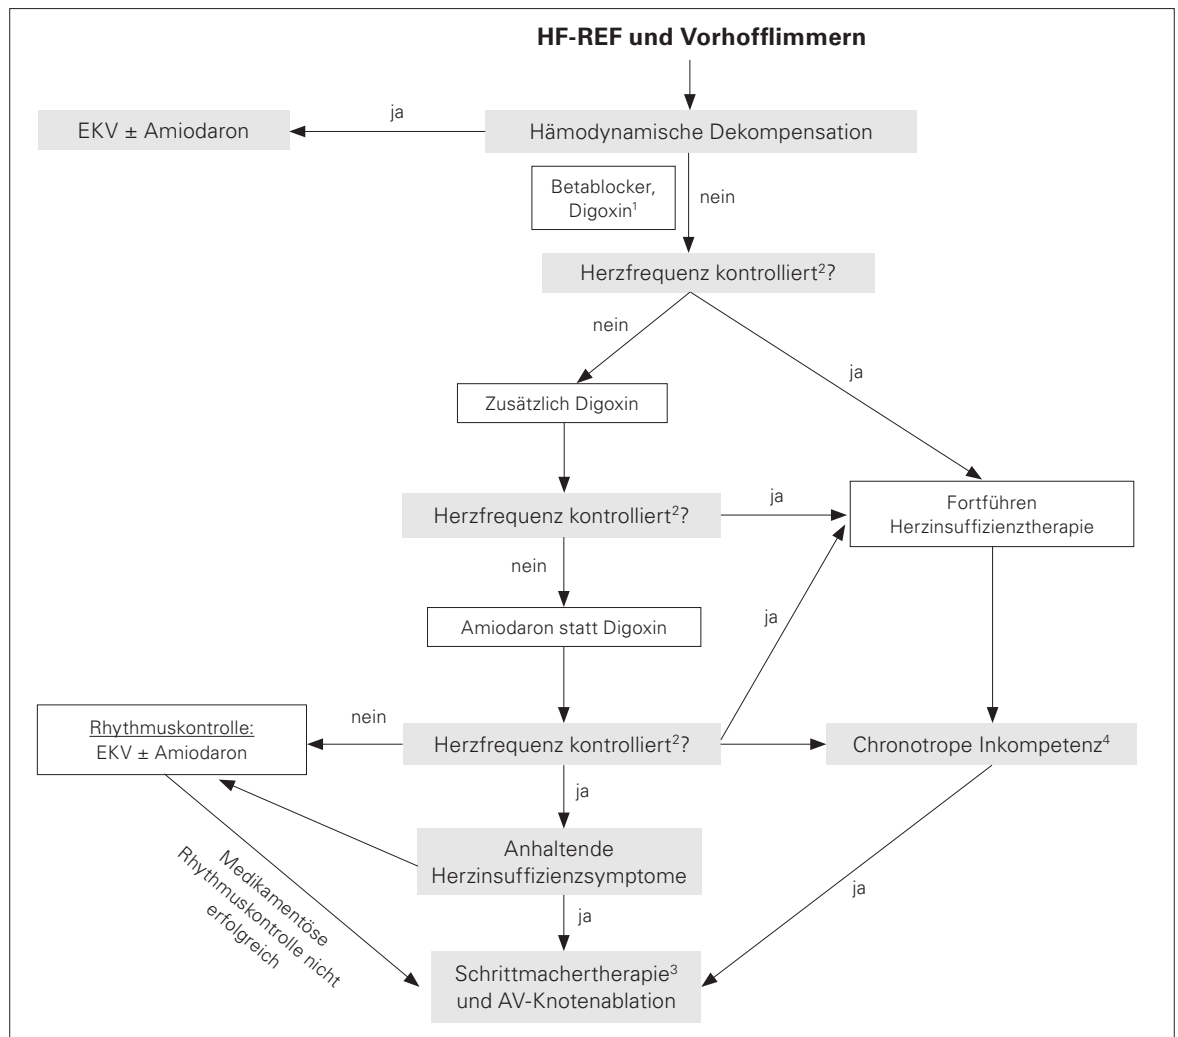 HF-REF und Vorhofflimmern
ja
EKV ± Amiodaron
Hämodynamische Dekompensation
Betablocker,
Digoxin¹
nein
Herzfrequenz kontrolliert²?
nein
ja
Zusätzlich Digoxin
Herzfrequenz kontrolliert²?
ja
Fortführen
Herzinsuffizienztherapie
nein
Amiodaron statt Digoxin
ja
Rhythmuskontrolle:
EKV ± Amiodaron
nein
Herzfrequenz kontrolliert²?
Chronotrope Inkompetenz⁴
ja
Anhaltende
Herzinsuffizienzsymptome
Medikamentöse
Rhythmuskontrolle nicht
erfolgreich
ja
ja
Schrittmachertherapie³
und AV-Knotenablation